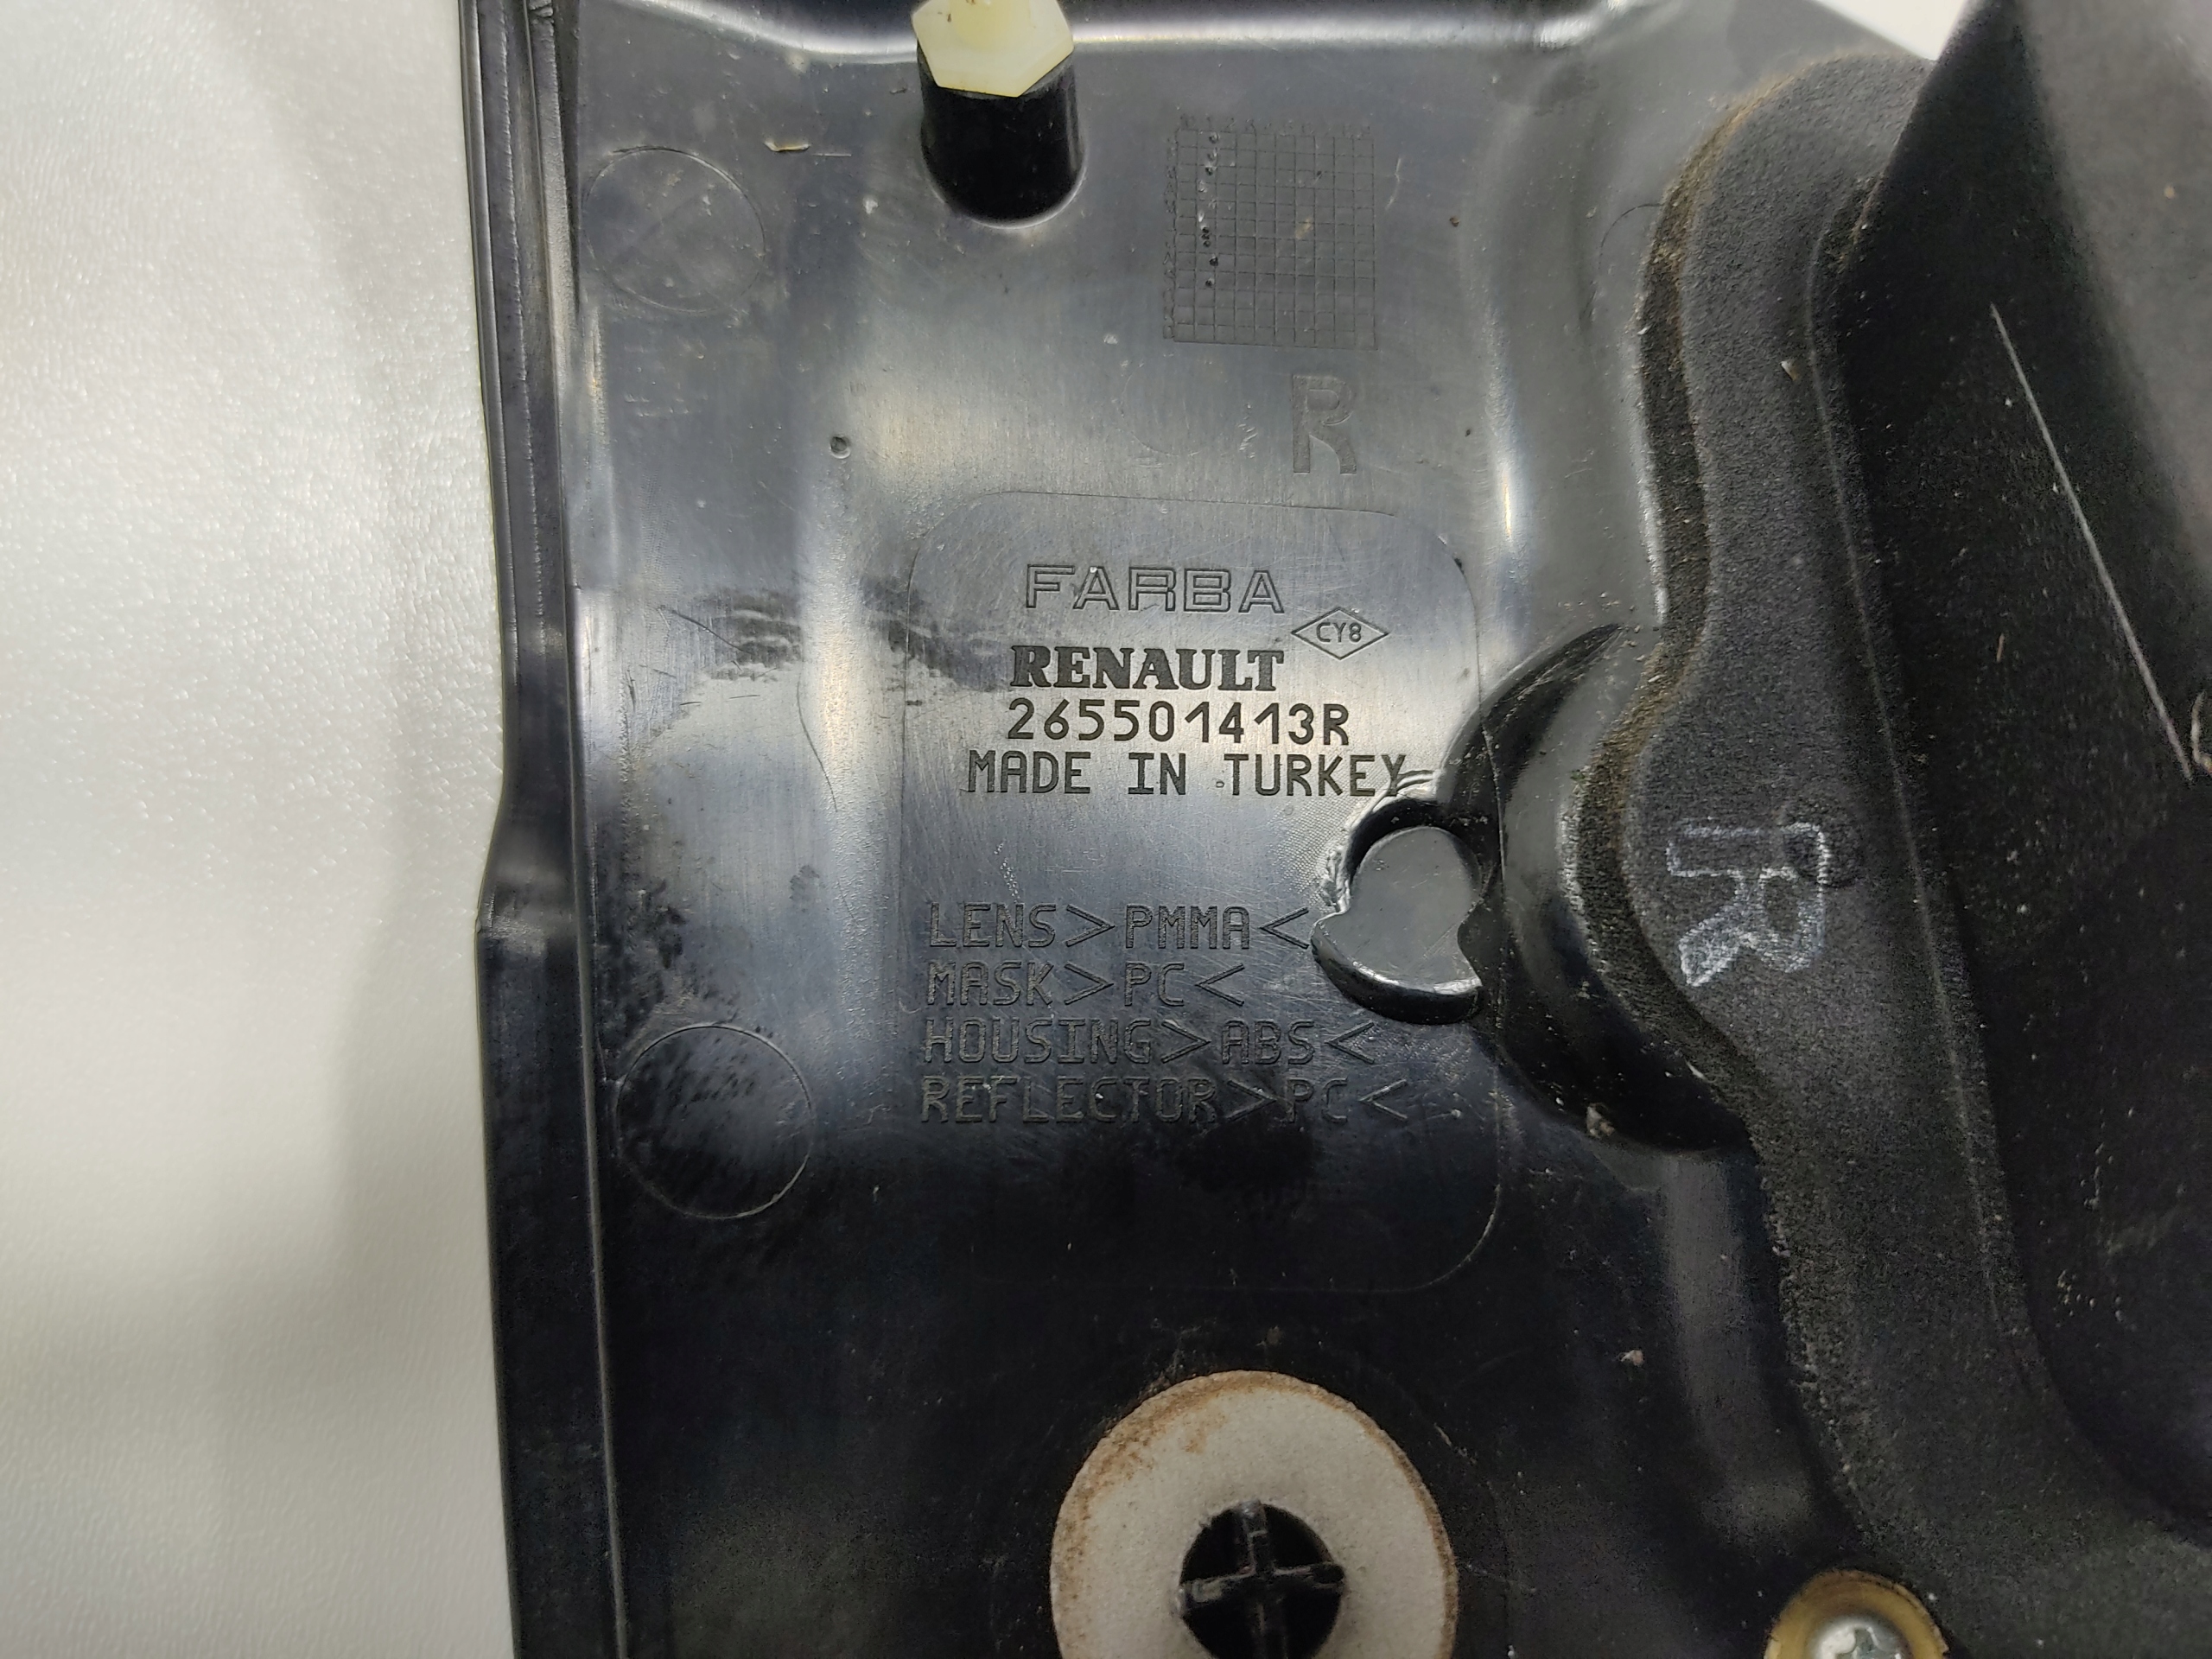 R
FARBA
CY8
RENAULT
265501413R
MADE IN TURKEY
R
LENS>PMMA<
MASK>PC<
HOUSING>ABS<
REFLECTOR>PC<